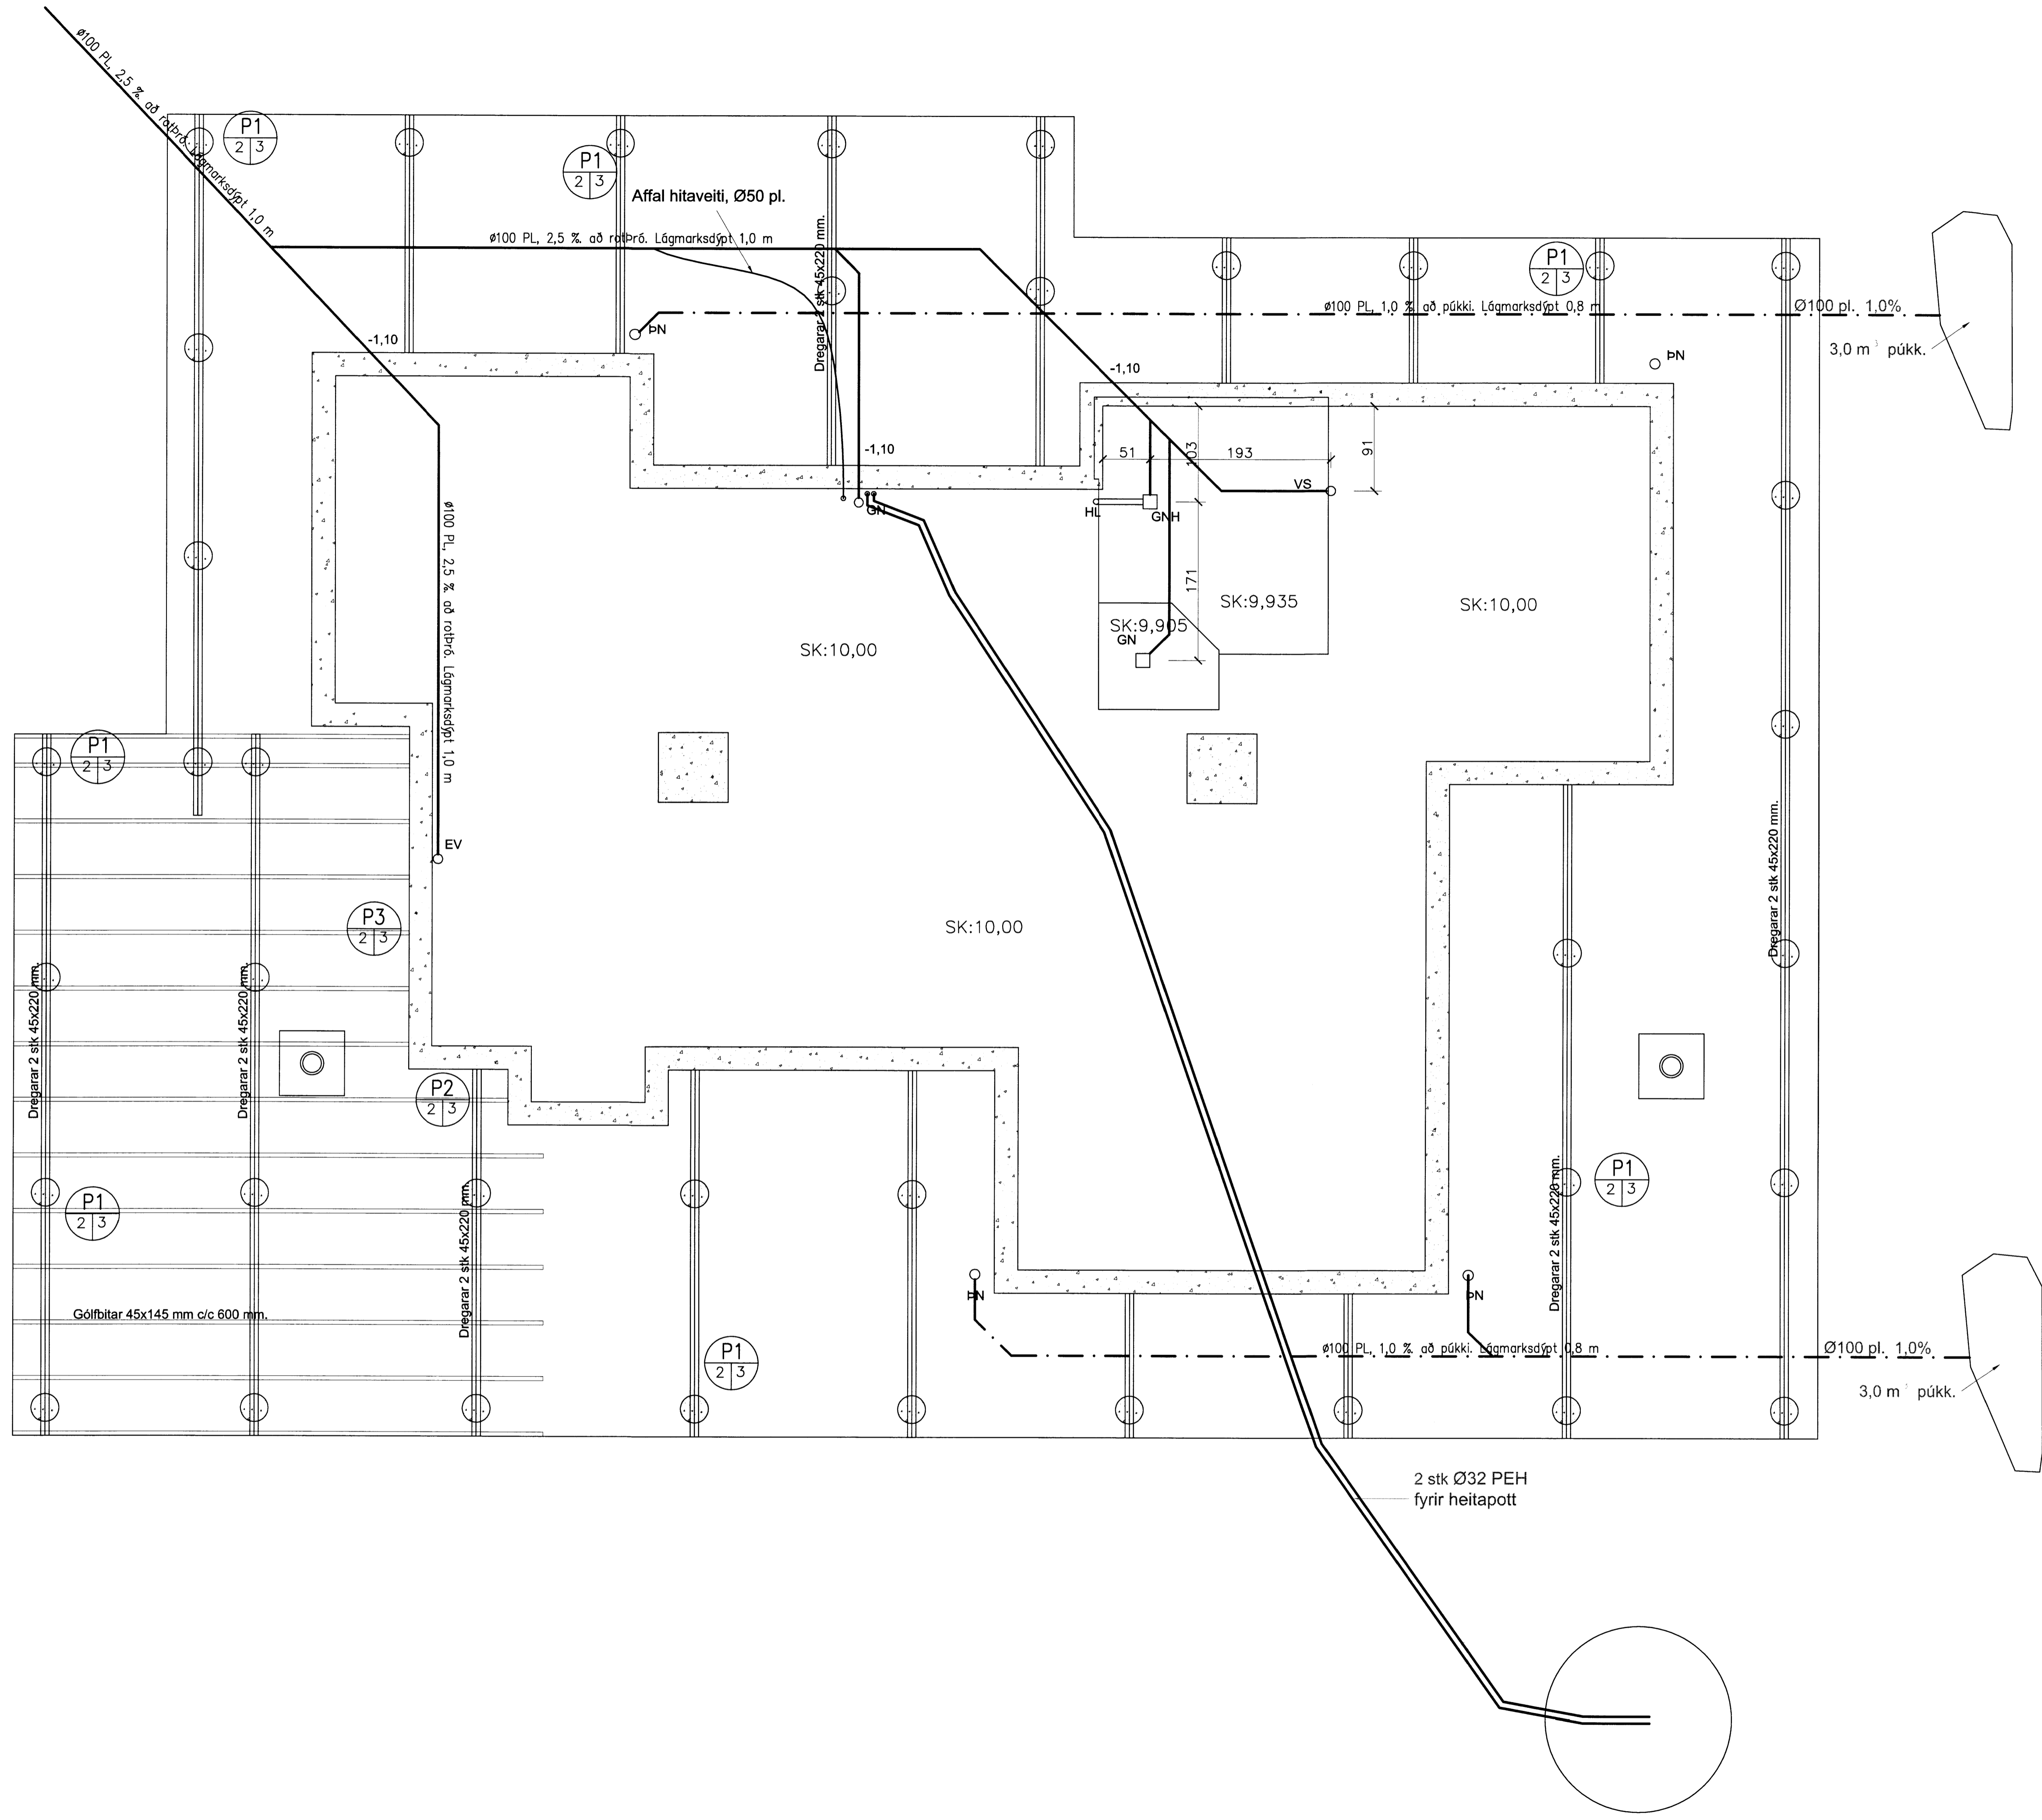 ø100 PL, 2,5 %. að rotþró. Lágmarksdýpt 1,0 m
P1
2 3
P1
2 3
Affal hitaveiti, Ø50 pl.
Dregarar 2 stk 45x220 mm.
ø100 PL, 2,5 %. að rotþró. Lágmarksdýpt 1,0 m
P1
2 3
ø100 PL, 1,0 %. að púkki. Lágmarksdýpt 0,8 m
Ø100 pl. 1,0%
3,0 m³ púkk.
ÞN
ÞN
-1,10
-1,10
-1,10
51
103
193
91
VS
HL
GNH
GN
171
SK:9,935
SK:10,00
SK:9,905
GN
SK:10,00
ø100 PL, 2,5 %. að rotþró. Lágmarksdýpt 1,0 m
P1
2 3
EV
P3
2 3
SK:10,00
Dregarar 2 stk 45x220 mm.
Dregarar 2 stk 45x220 mm.
Dregarar 2 stk 45x220 mm.
P2
2 3
P1
2 3
P1
2 3
Dregarar 2 stk 45x220 mm.
Dregarar 2 stk 45x220 mm.
ÞN
ÞN
Gólfbitar 45x145 mm c/c 600 mm.
P1
2 3
ø100 PL, 1,0 %. að púkki. Lágmarksdýpt 0,8 m
Ø100 pl. 1,0%
3,0 m³ púkk.
2 stk Ø32 PEH
fyrir heitapott